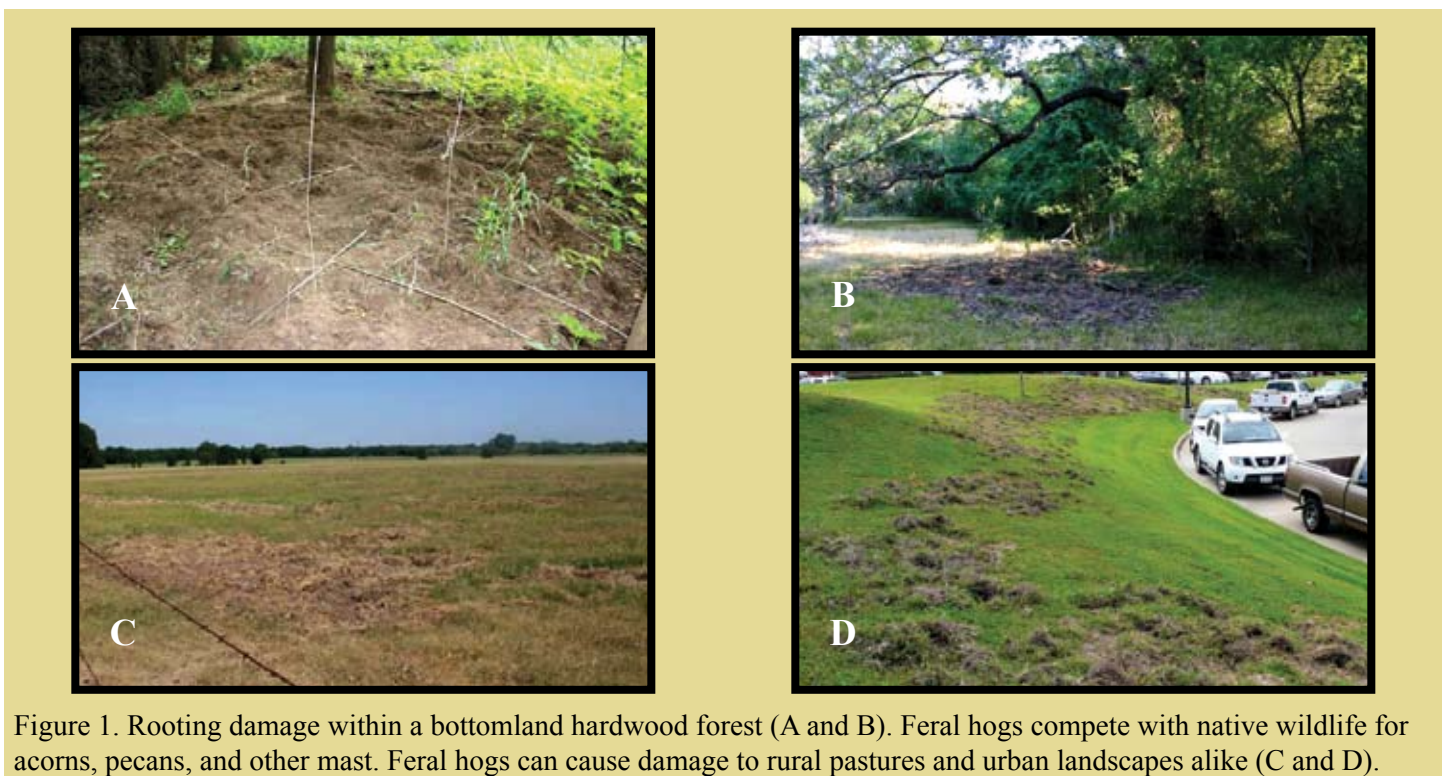 A
B
C
D
Figure 1. Rooting damage within a bottomland hardwood forest (A and B). Feral hogs compete with native wildlife for
acorns, pecans, and other mast. Feral hogs can cause damage to rural pastures and urban landscapes alike (C and D).